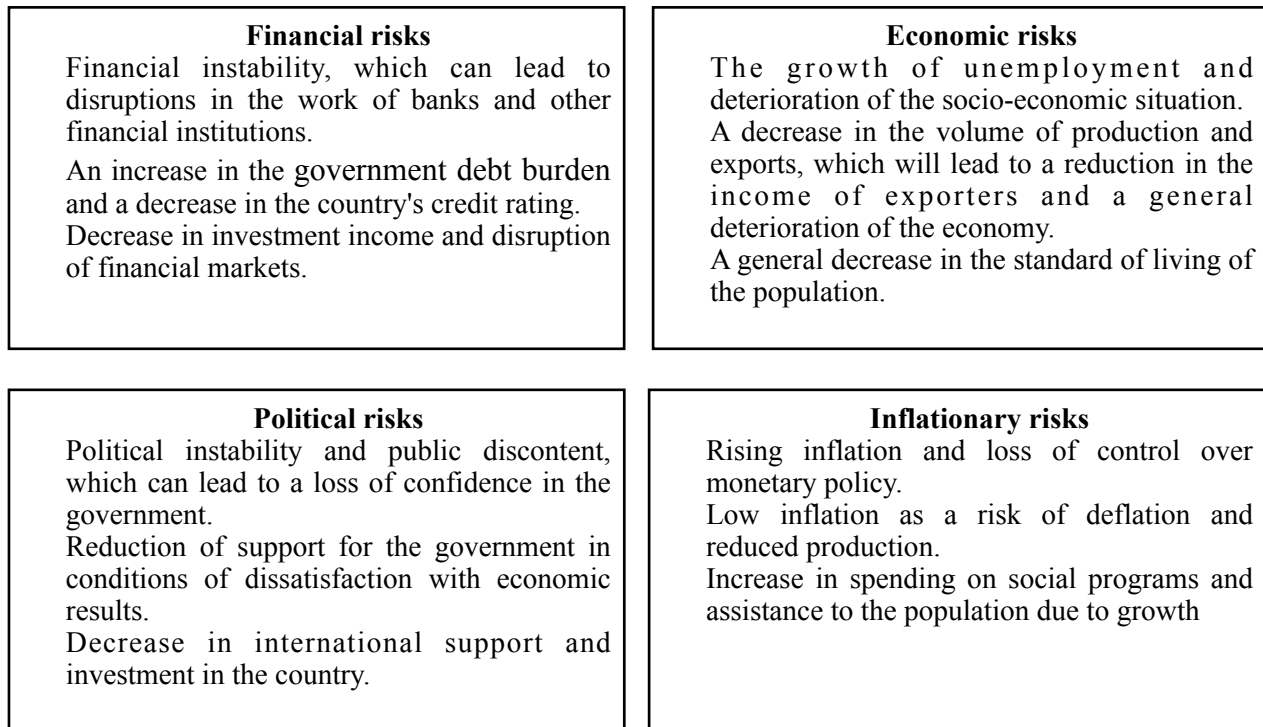 Financial risks
Financial instability, which can lead to
disruptions in the work of banks and other
financial institutions.
An increase in the government debt burden
and a decrease in the country's credit rating.
Decrease in investment income and disruption
of financial markets.
Economic risks
The growth of unemployment and
deterioration of the socio-economic situation.
A decrease in the volume of production and
exports, which will lead to a reduction in the
income of exporters and a general
deterioration of the economy.
A general decrease in the standard of living of
the population.
Political risks
Political instability and public discontent,
which can lead to a loss of confidence in the
government.
Reduction of support for the government in
conditions of dissatisfaction with economic
results.
Decrease in international support and
investment in the country.
Inflationary risks
Rising inflation and loss of control over
monetary policy.
Low inflation as a risk of deflation and
reduced production.
Increase in spending on social programs and
assistance to the population due to growth